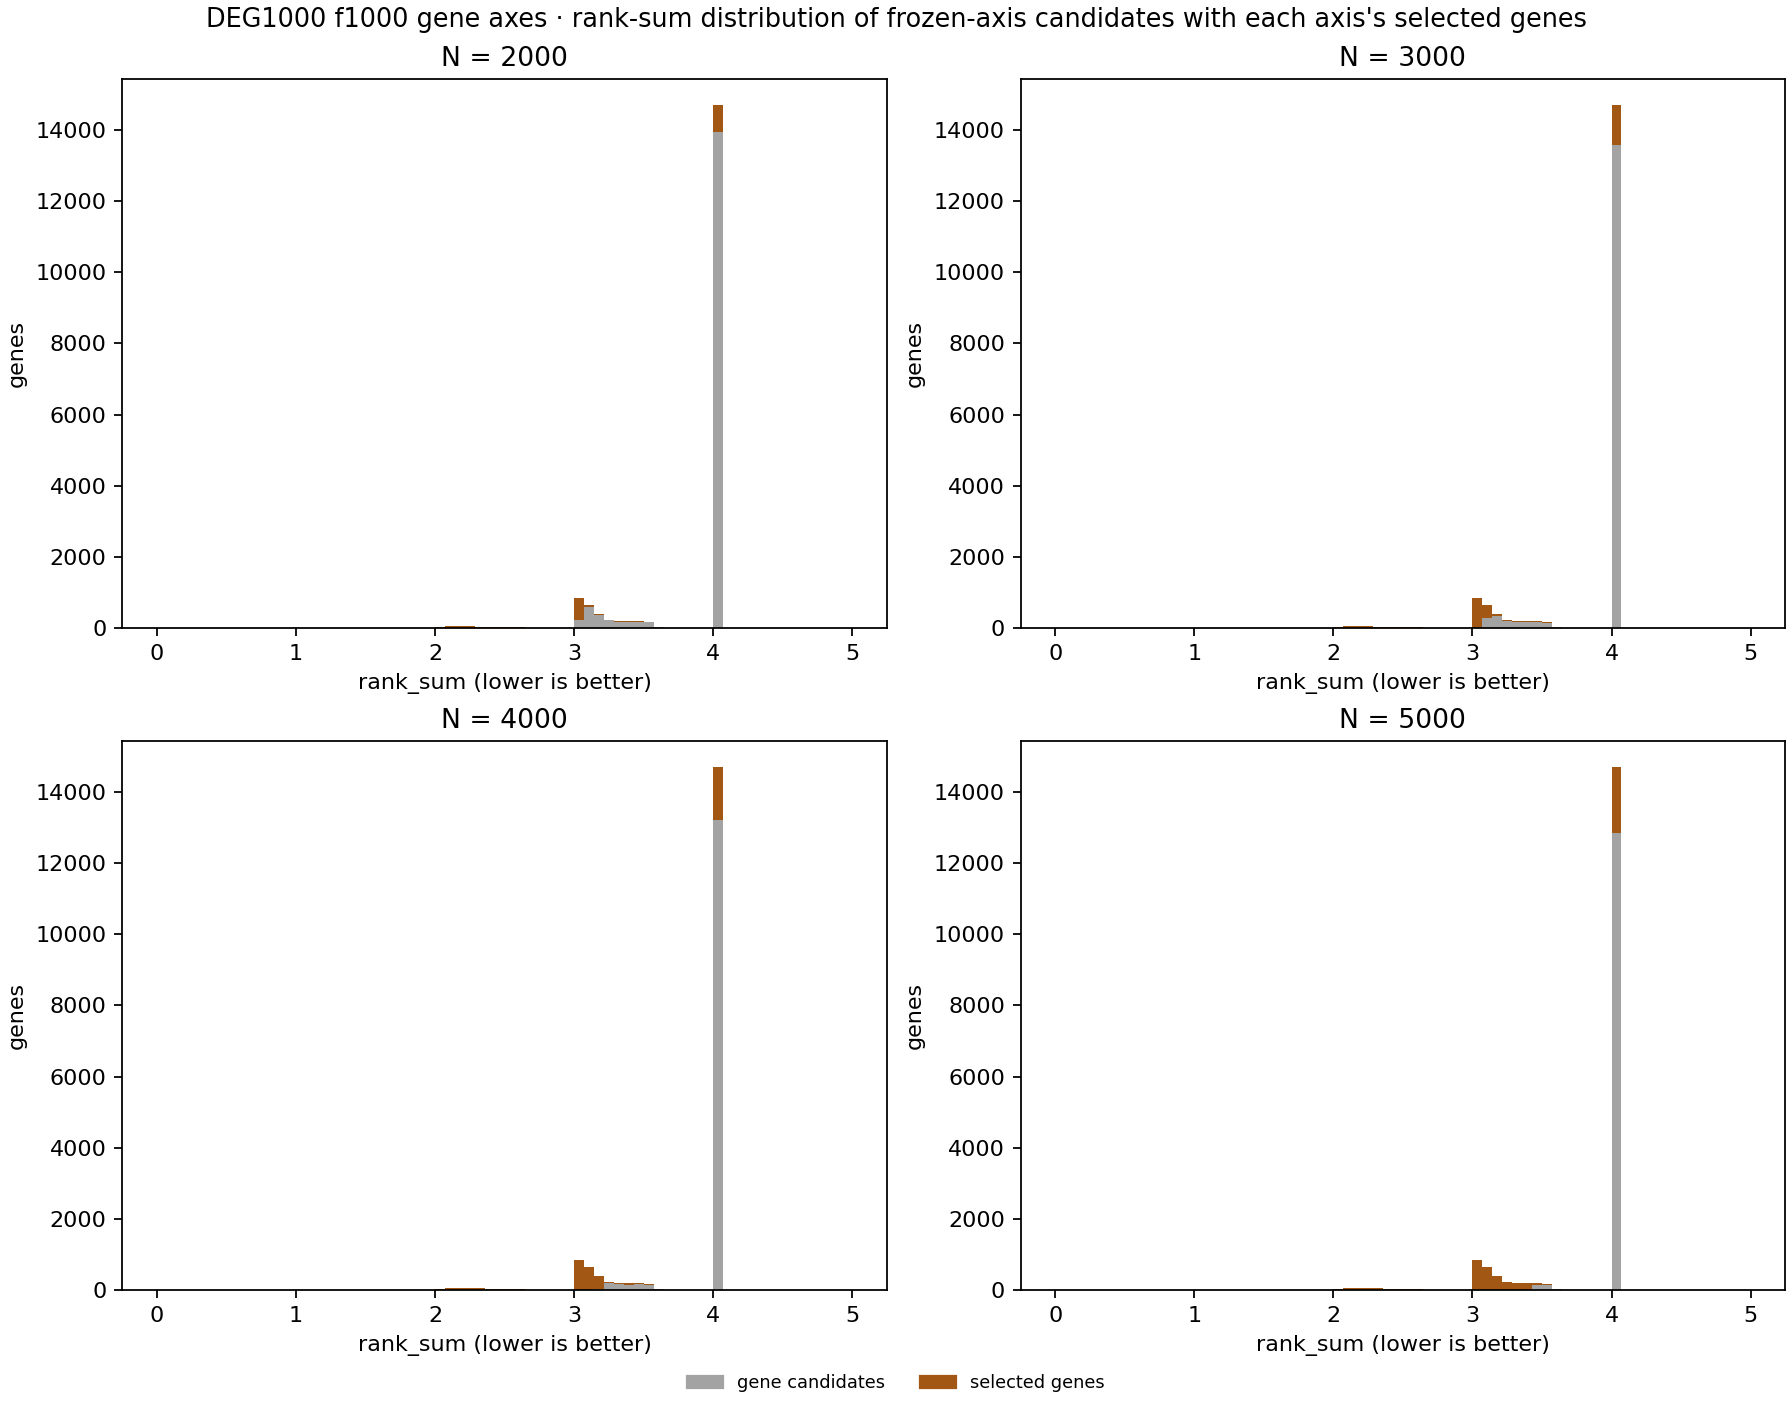 DEG1000 f1000 gene axes · rank-sum distribution of frozen-axis candidates with each axis's selected genes
N = 2000
genes
14000
12000
10000
8000
6000
4000
2000
0
0 1 2 3 4 5
rank_sum (lower is better)
N = 3000
genes
14000
12000
10000
8000
6000
4000
2000
0
0 1 2 3 4 5
rank_sum (lower is better)
N = 4000
genes
14000
12000
10000
8000
6000
4000
2000
0
0 1 2 3 4 5
rank_sum (lower is better)
N = 5000
genes
14000
12000
10000
8000
6000
4000
2000
0
0 1 2 3 4 5
rank_sum (lower is better)
gene candidates
selected genes